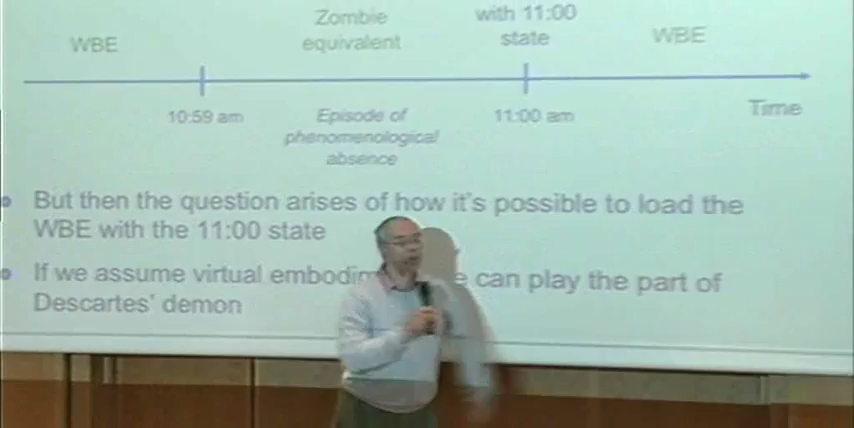 WBE
Zombie
equivalent
with 11:00
state
WBE
10:59 am
Episode of
phenomenological
absence
11:00 am
Time
But then the question arises of how it's possible to load the
WBE with the 11:00 state
If we assume virtual can play the part of
Descartes' demon